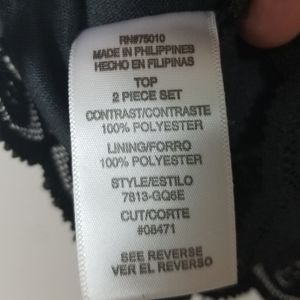 RN#75010
MADE IN PHILIPPINES
HECHO EN FILIPINAS
TOP
2 PIECE SET
CONTRAST/CONTRASTE
100% POLYESTER
LINING/FORRO
100% POLYESTER
STYLE/ESTILO
7813-GQ6E
CUT/CORTE
#08471
SEE REVERSE
VER EL REVERSO